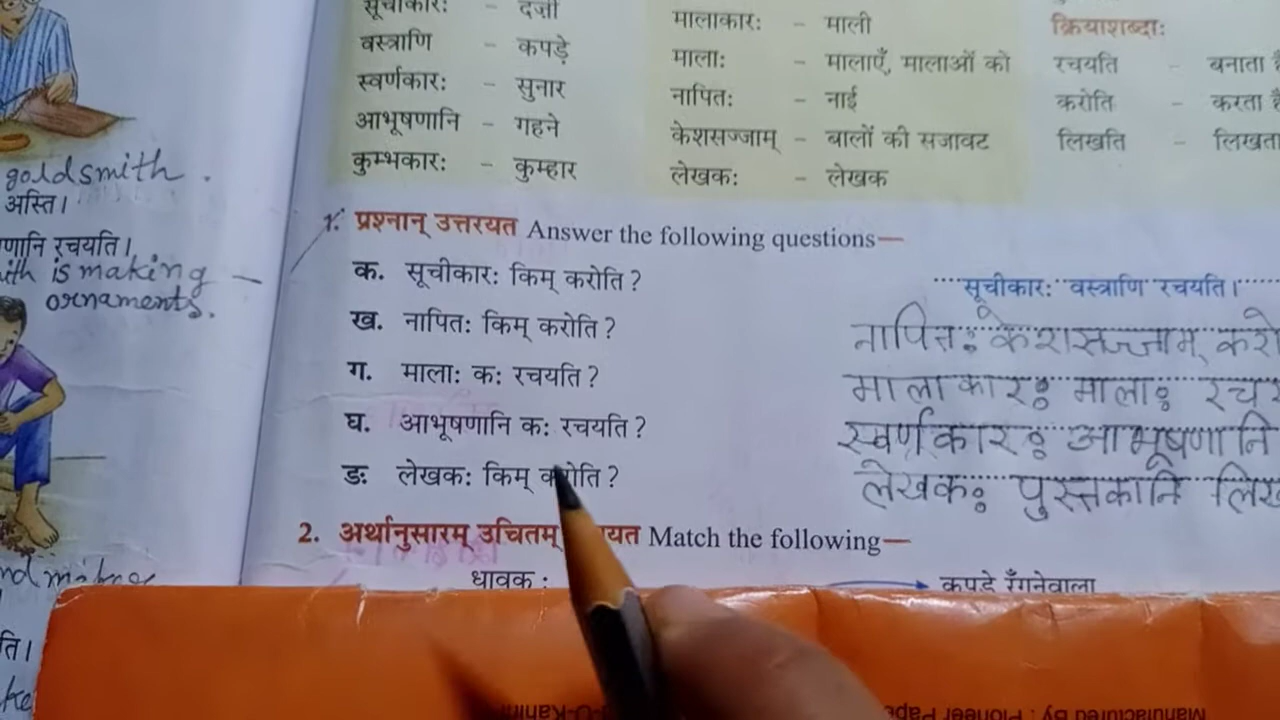 सूचीकारः - दर्ज़ी
वस्त्राणि - कपड़े
स्वर्णकारः - सुनार
आभूषणानि - गहने
कुम्भकारः - कुम्हार
मालाकारः - माली
मालाः - मालाएँ, मालाओं को
नापितः - नाई
केशसज्जाम् - बालों की सजावट
लेखकः - लेखक
क्रियाशब्दाः
रचयति - बनाता
करोति - करता
लिखति - लिखता
goldsmith .
अस्ति।
रचयति।
is making —
ornaments.
1. प्रश्नान् उत्तरयत Answer the following questions—
क. सूचीकारः किम् करोति? सूचीकारः वस्त्राणि रचयति।
ख. नापितः किम् करोति? नापितः केशसज्जाम्
ग. मालाः कः रचयति? मालाकारः मालाः
घ. आभूषणानि कः रचयति? स्वर्णकारः आभूषणानि
ङ. लेखकः किम् करोति? लेखकः पुस्तकानि
2. अर्थानुसारम् उचितम् Match the following—
धावकः कपड़े रँगनेवाला
Manufactured by : Pioneer